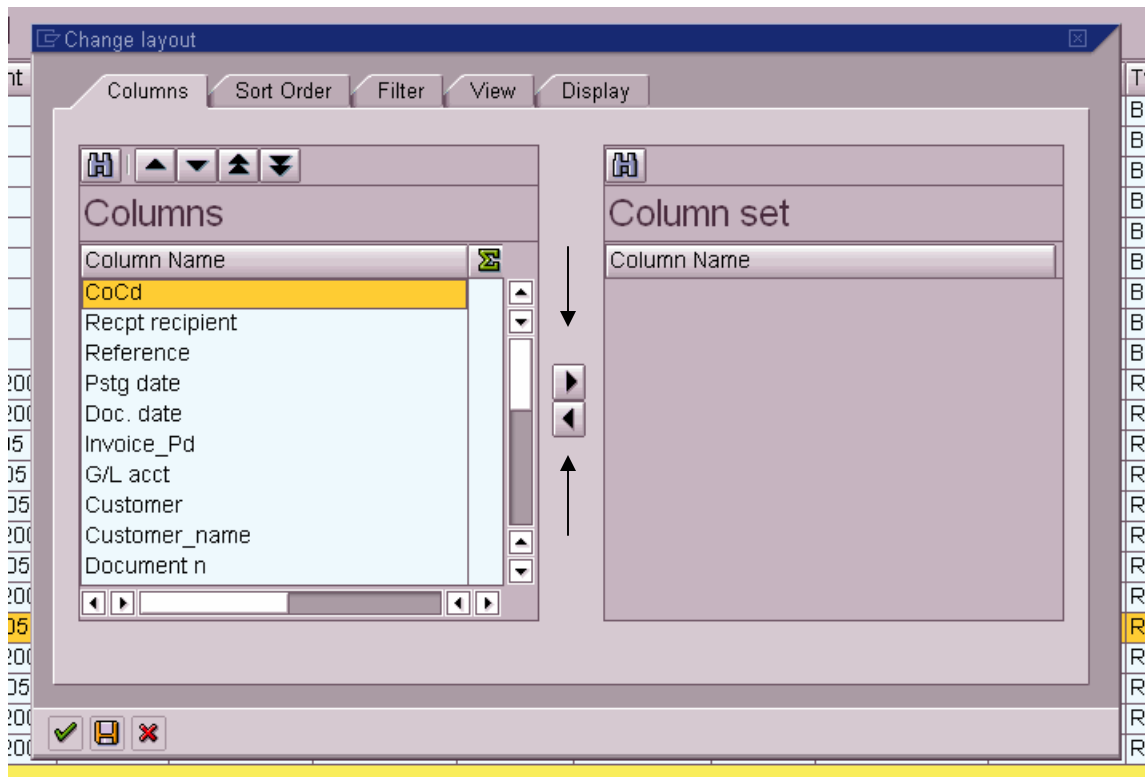 Change layout
Columns Sort Order Filter View Display
Columns
Column Name
CoCd
Recpt recipient
Reference
Pstg date
Doc. date
Invoice_Pd
G/L acct
Customer
Customer_name
Document n
Column set
Column Name